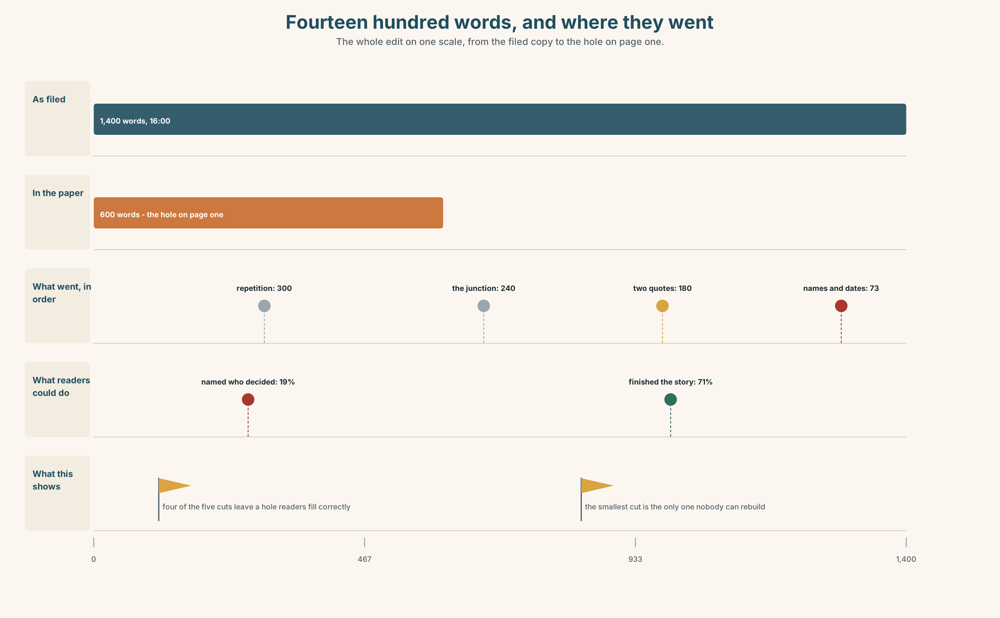 Fourteen hundred words, and where they went
The whole edit on one scale, from the filed copy to the hole on page one.
As filed
1,400 words, 16:00
In the paper
600 words - the hole on page one
What went, in
order
repetition: 300
the junction: 240
two quotes: 180
names and dates: 73
What readers
could do
named who decided: 19%
finished the story: 71%
What this
shows
four of the five cuts leave a hole readers fill correctly
the smallest cut is the only one nobody can rebuild
0
467
933
1,400